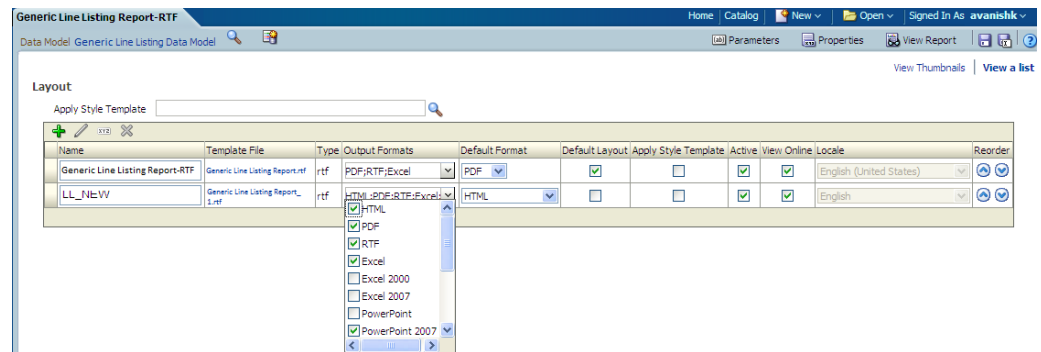 Generic Line Listing Report-RTF
Home Catalog New Open Signed In As avanishk
Data Model Generic Line Listing Data Model
Parameters Properties View Report
View Thumbnails View a list
Layout
Apply Style Template
Name Template File Type Output Formats Default Format Default Layout Apply Style Template Active View Online Locale Reorder
Generic Line Listing Report-RTF Generic Line Listing Report.rtf rtf PDF;RTF;Excel PDF English (United States)
LL_NEW Generic Line Listing Report_
1.rtf rtf HTML;PDF;RTF;Excel; HTML English
HTML
PDF
RTF
Excel
Excel 2000
Excel 2007
PowerPoint
PowerPoint 2007